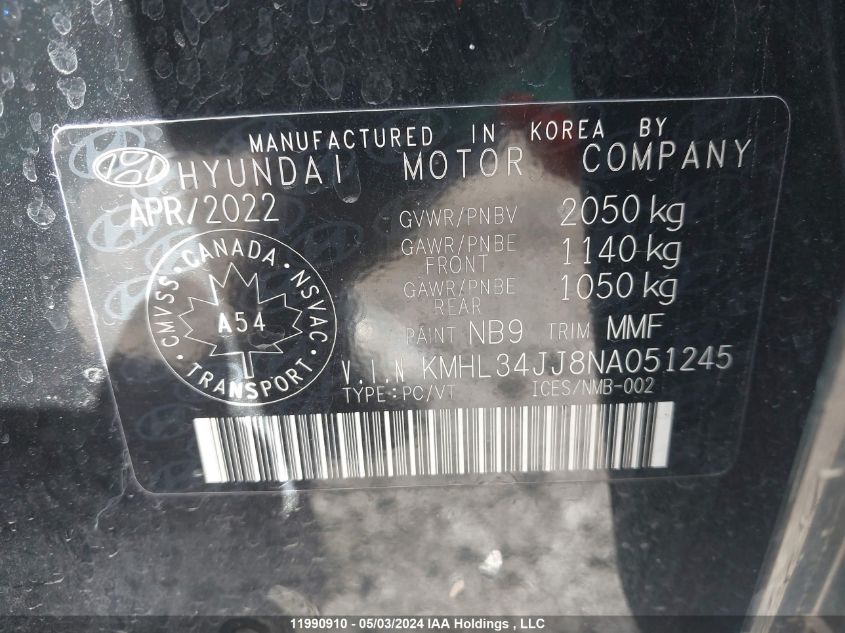 MANUFACTURED IN KOREA BY
HYUNDAI MOTOR COMPANY
APR/2022
GVWR/PNBV 2050 kg
GAWR/PNBE FRONT 1140 kg
GAWR/PNBE REAR 1050 kg
PAINT NB9 TRIM MMF
V.I.N KMHL34JJ8NA051245
TYPE:PC/VT ICES/NMB-002
CMVSS · CANADA · NSVAC · TRANSPORT ·
A54
11990910 - 05/03/2024 IAA Holdings , LLC